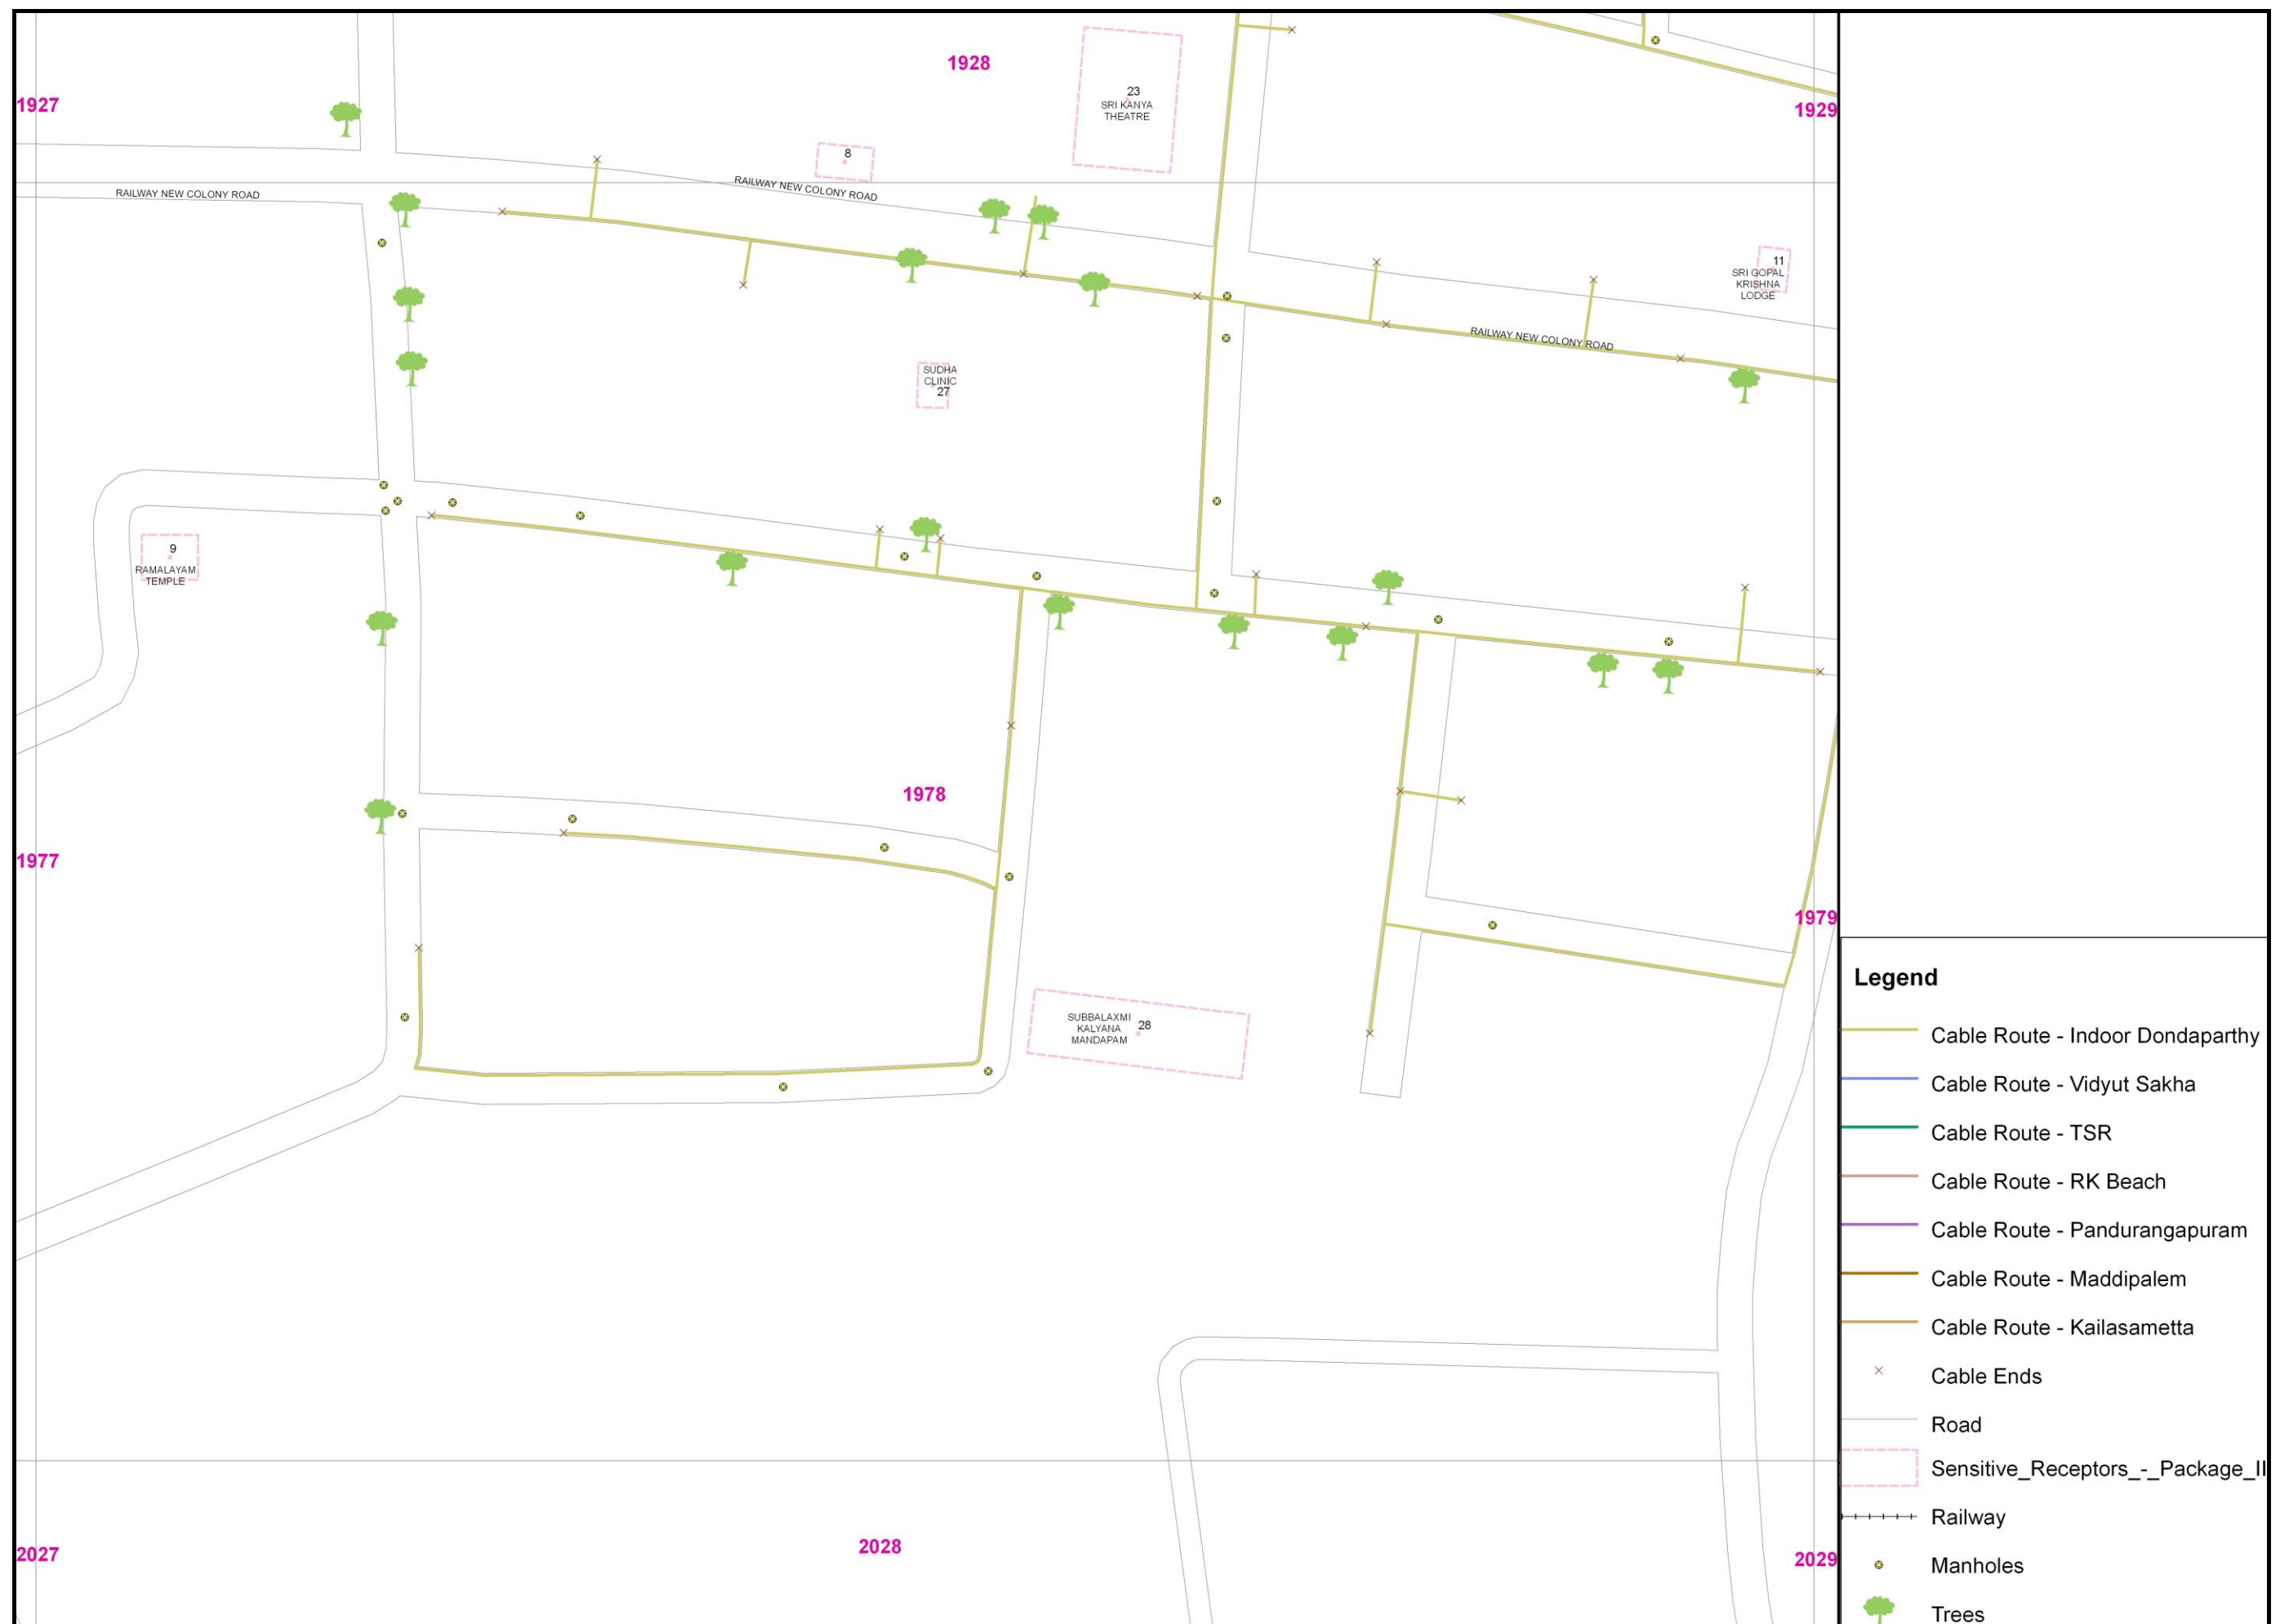 1928
1927
1929
23
SRI KANYA
THEATRE
8
RAILWAY NEW COLONY ROAD
RAILWAY NEW COLONY ROAD
11
SRI GOPAL
KRISHNA
LODGE
RAILWAY NEW COLONY ROAD
SUDHA
CLINIC
27
9
RAMALAYAM
TEMPLE
1978
1977
1979
SUBBALAXMI
KALYANA
MANDAPAM
28
2027
2028
2029
Legend
Cable Route - Indoor Dondaparthy
Cable Route - Vidyut Sakha
Cable Route - TSR
Cable Route - RK Beach
Cable Route - Pandurangapuram
Cable Route - Maddipalem
Cable Route - Kailasametta
Cable Ends
Road
Sensitive_Receptors_-_Package_II
Railway
Manholes
Trees